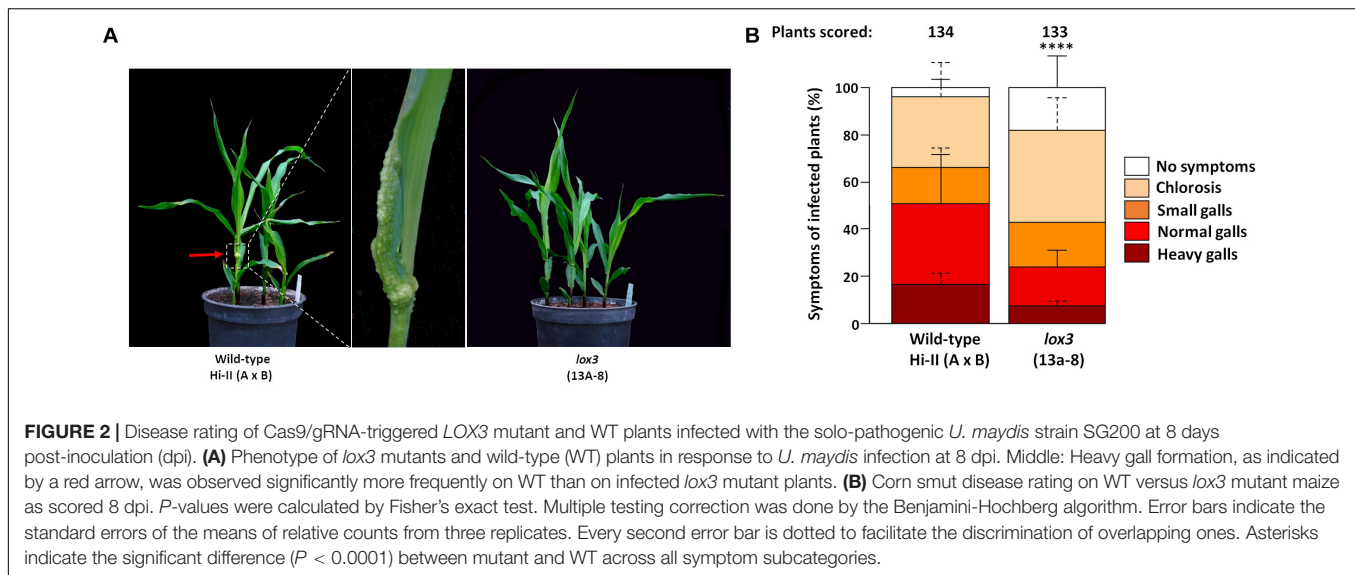 A
Wild-type
Hi-II (A x B)
lox3
(13A-8)
B
Plants scored: 134 133
****
Symptoms of infected plants (%)
100
80
60
40
20
0
Wild-type
Hi-II (A x B)
lox3
(13a-8)
No symptoms
Chlorosis
Small galls
Normal galls
Heavy galls
FIGURE 2 | Disease rating of Cas9/gRNA-triggered LOX3 mutant and WT plants infected with the solo-pathogenic U. maydis strain SG200 at 8 days
post-inoculation (dpi). (A) Phenotype of lox3 mutants and wild-type (WT) plants in response to U. maydis infection at 8 dpi. Middle: Heavy gall formation, as indicated
by a red arrow, was observed significantly more frequently on WT than on infected lox3 mutant plants. (B) Corn smut disease rating on WT versus lox3 mutant maize
as scored 8 dpi. P-values were calculated by Fisher's exact test. Multiple testing correction was done by the Benjamini-Hochberg algorithm. Error bars indicate the
standard errors of the means of relative counts from three replicates. Every second error bar is dotted to facilitate the discrimination of overlapping ones. Asterisks
indicate the significant difference (P < 0.0001) between mutant and WT across all symptom subcategories.